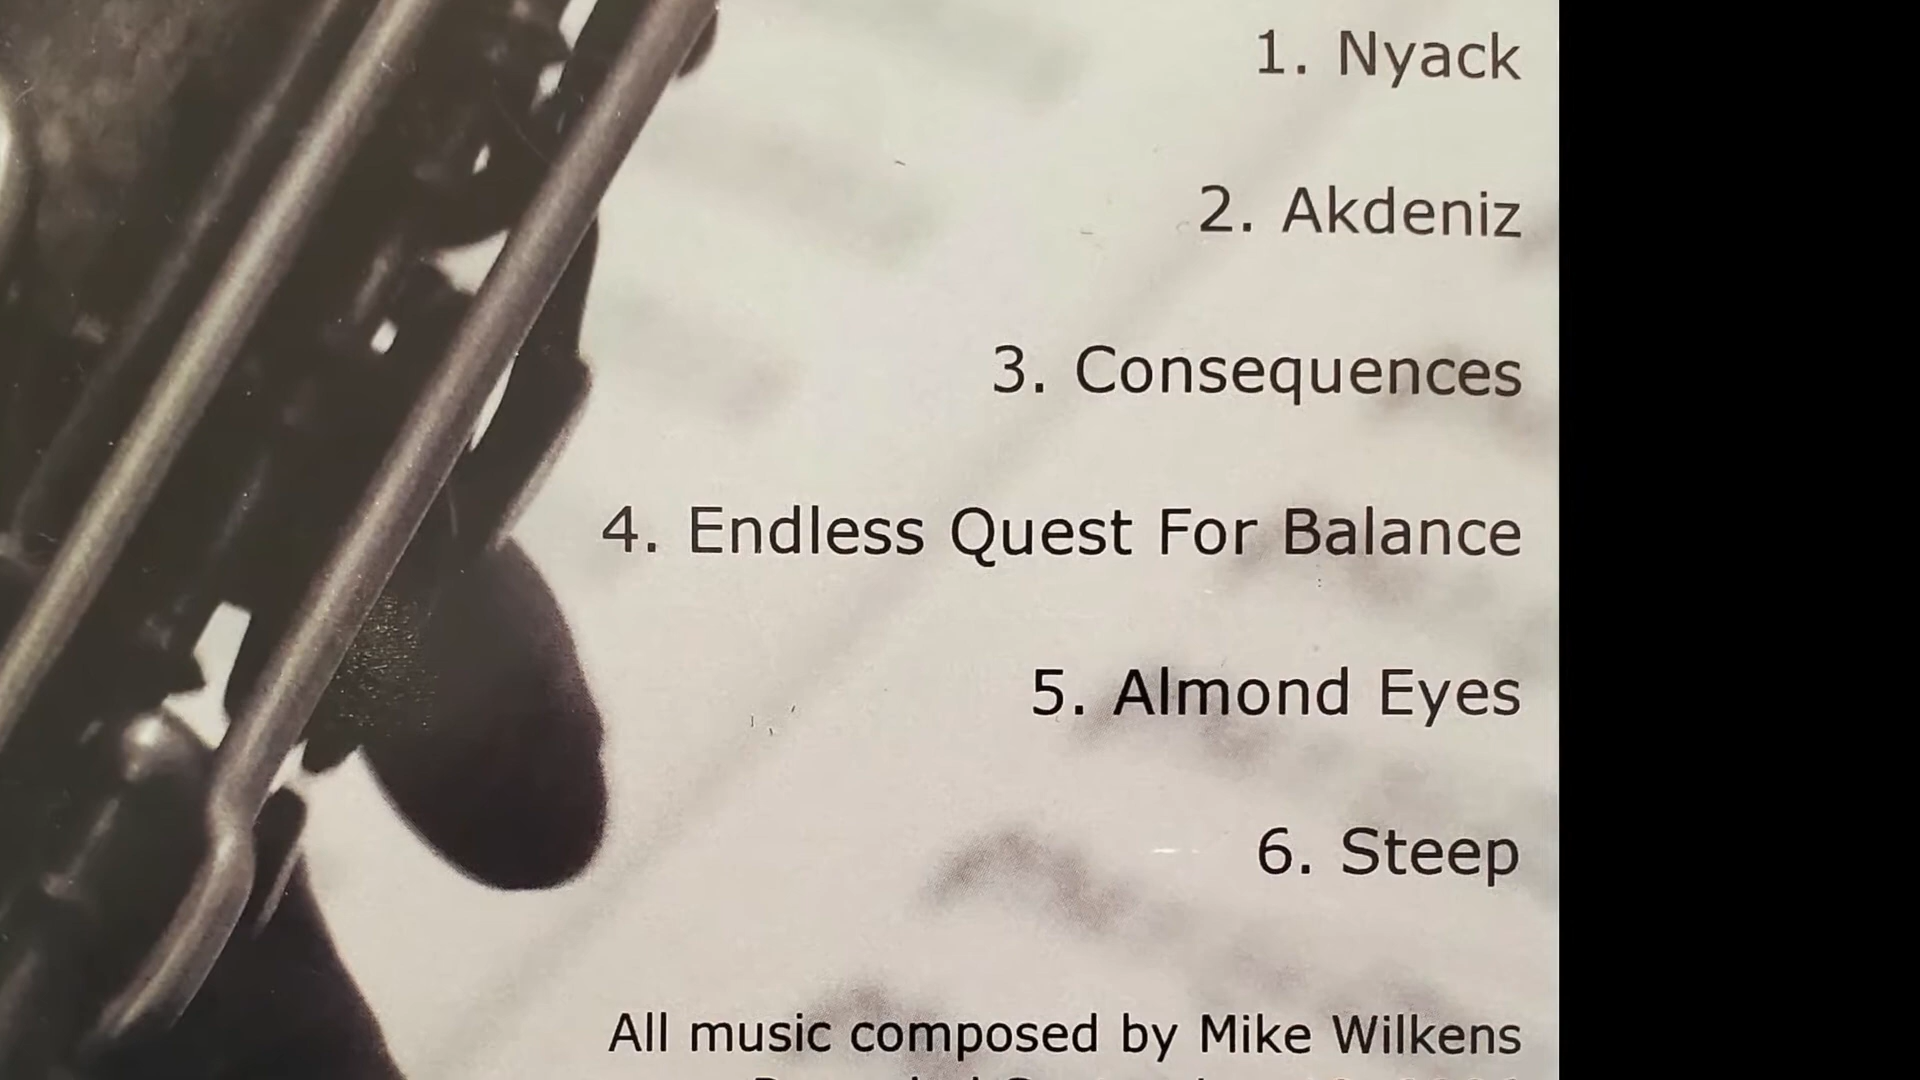 1. Nyack
2. Akdeniz
3. Consequences
4. Endless Quest For Balance
5. Almond Eyes
6. Steep
All music composed by Mike Wilkens